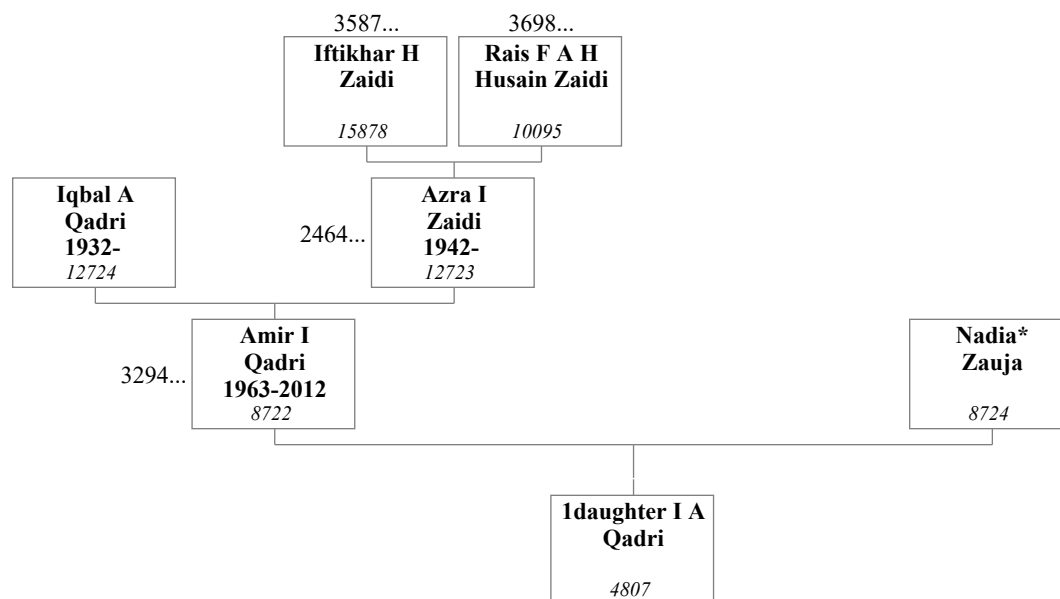 3587...
3698...
Iftikhar H
Zaidi
15878
Rais F A H
Husain Zaidi
10095
Iqbal A
Qadri
1932-
12724
2464...
Azra I
Zaidi
1942-
12723
3294...
Amir I
Qadri
1963-2012
8722
Nadia*
Zauja
8724
1daughter I A
Qadri
4807